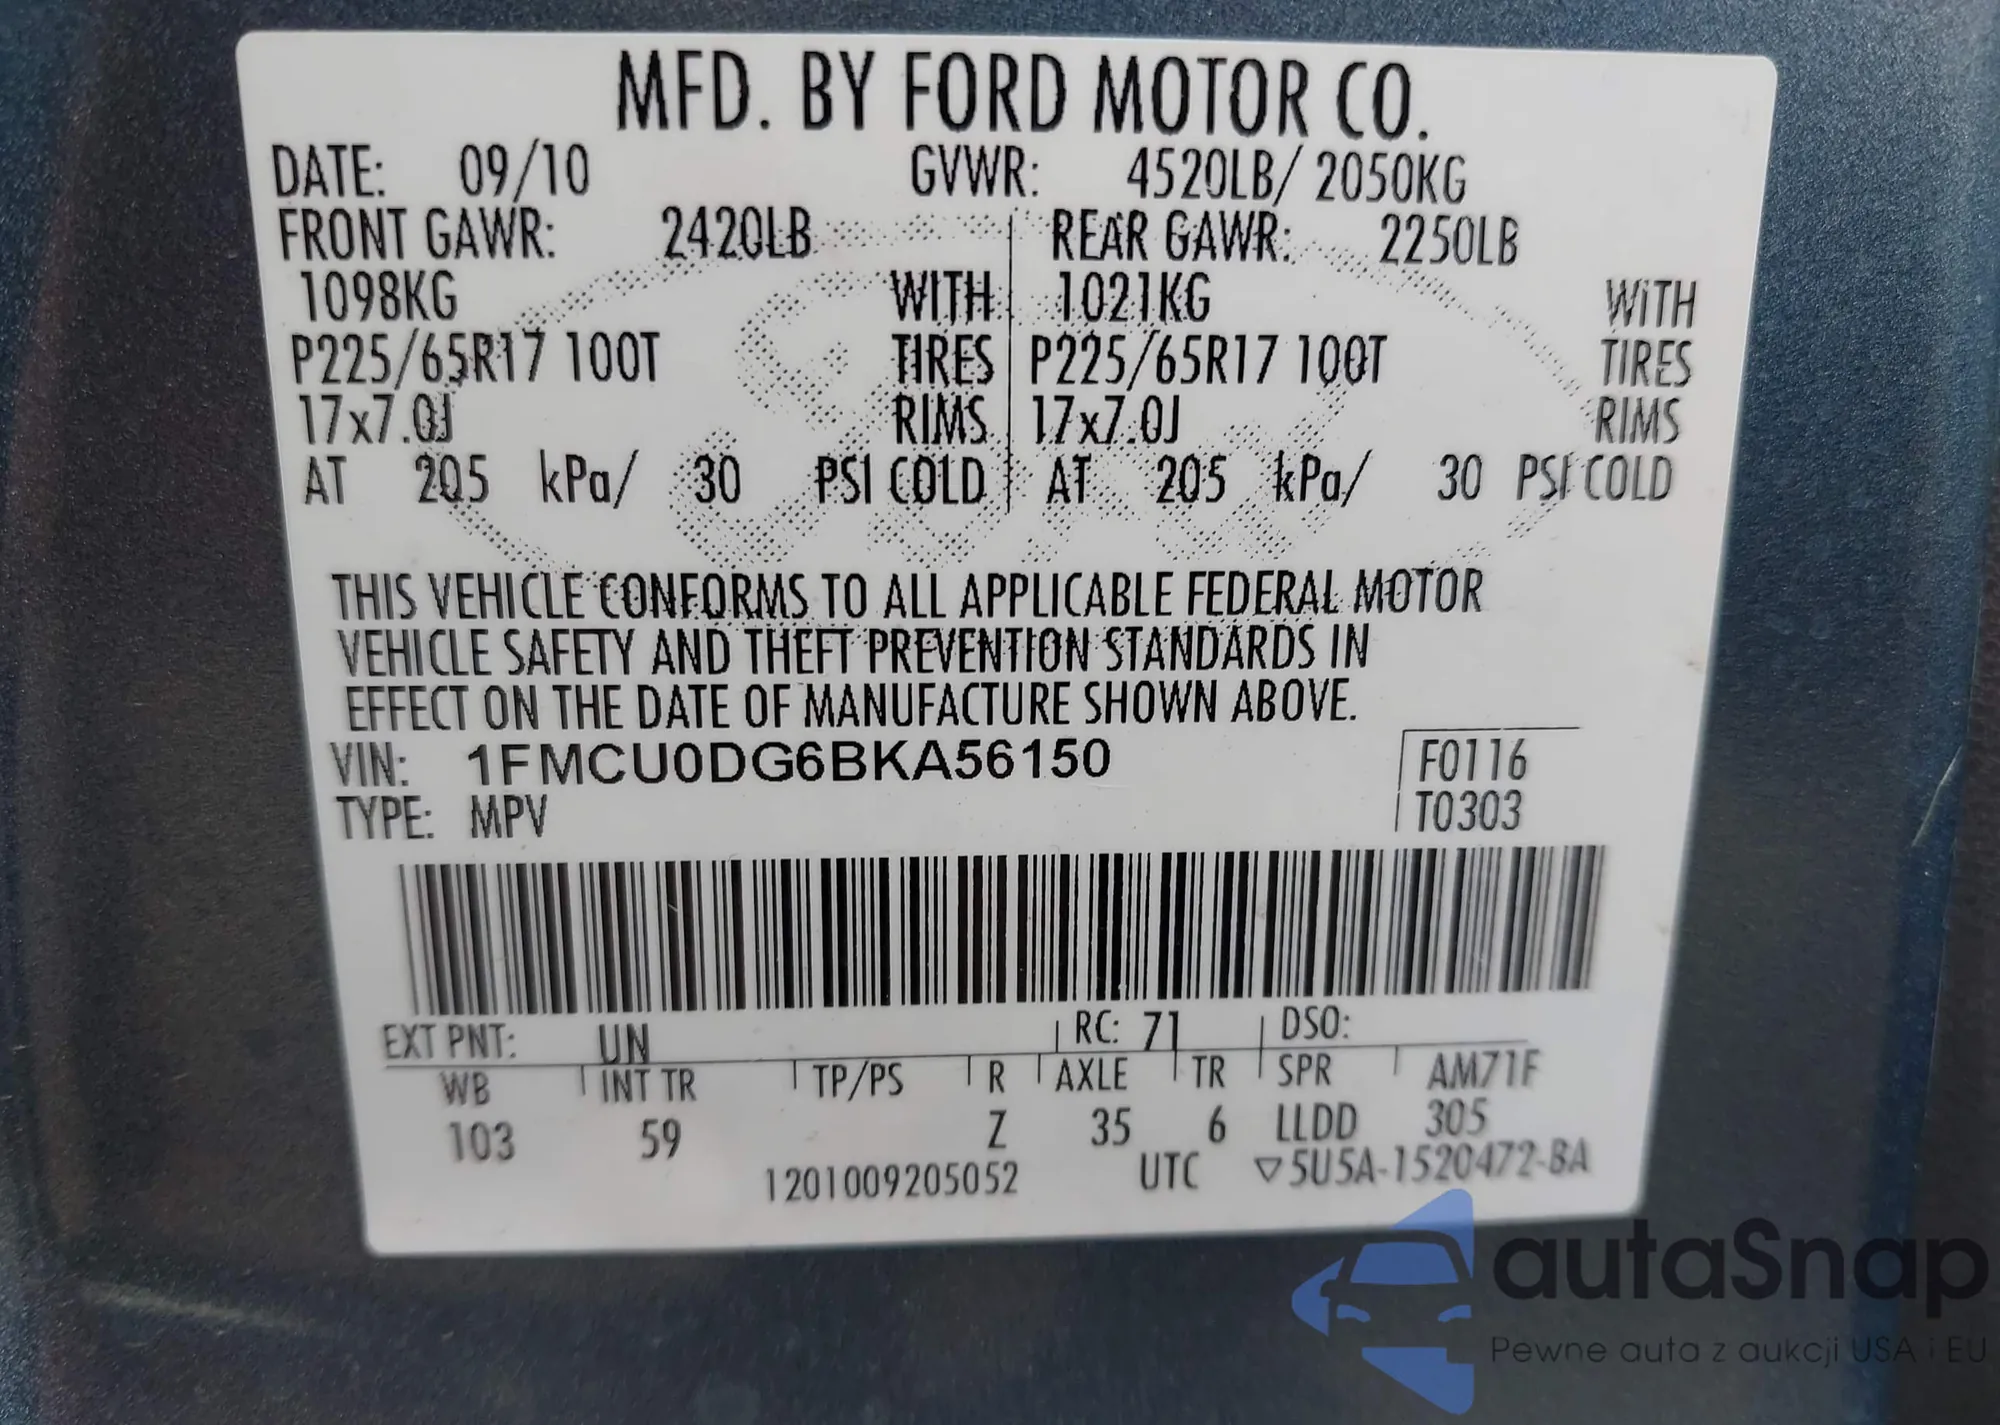 MFD. BY FORD MOTOR CO.
DATE: 09/10 GVWR: 4520LB/ 2050KG
FRONT GAWR: 2420LB REAR GAWR: 2250LB
1098KG WITH 1021KG WITH
P225/65R17 100T TIRES P225/65R17 100T TIRES
17x7.0J RIMS 17x7.0J RIMS
AT 205 kPa/ 30 PSI COLD AT 205 kPa/ 30 PSI COLD
THIS VEHICLE CONFORMS TO ALL APPLICABLE FEDERAL MOTOR
VEHICLE SAFETY AND THEFT PREVENTION STANDARDS IN
EFFECT ON THE DATE OF MANUFACTURE SHOWN ABOVE.
VIN: 1FMCU0DG6BKA56150 F0116
TYPE: MPV T0303
EXT PNT: UN RC: 71 DSO:
WB INT TR TP/PS R AXLE TR SPR AM71F
103 59 Z 35 6 LLDD 305
1201009205052 UTC ▽5U5A-1520472-BA
autaSnap
Pewne auta z aukcji USA i EU